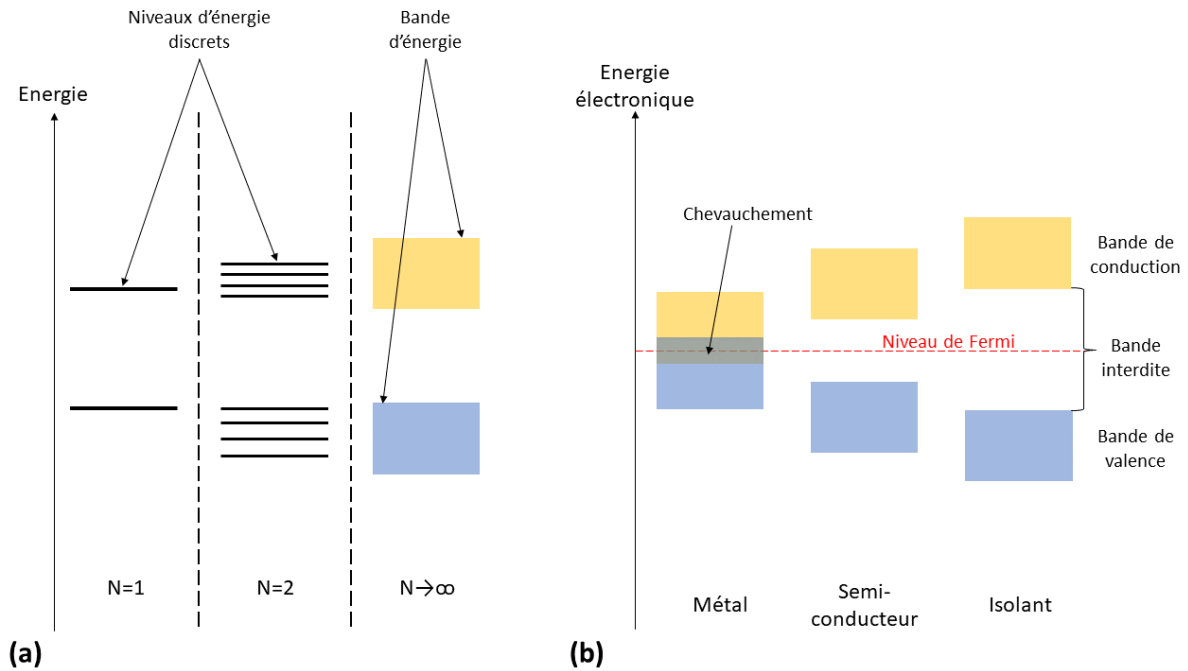 Niveaux d'énergie
discrets
Bande
d'énergie
Energie
N=1
N=2
N→∞
(a)
Energie
électronique
Chevauchement
Bande de
conduction
Niveau de Fermi
Bande
interdite
Bande de
valence
Métal
Semi-
conducteur
Isolant
(b)